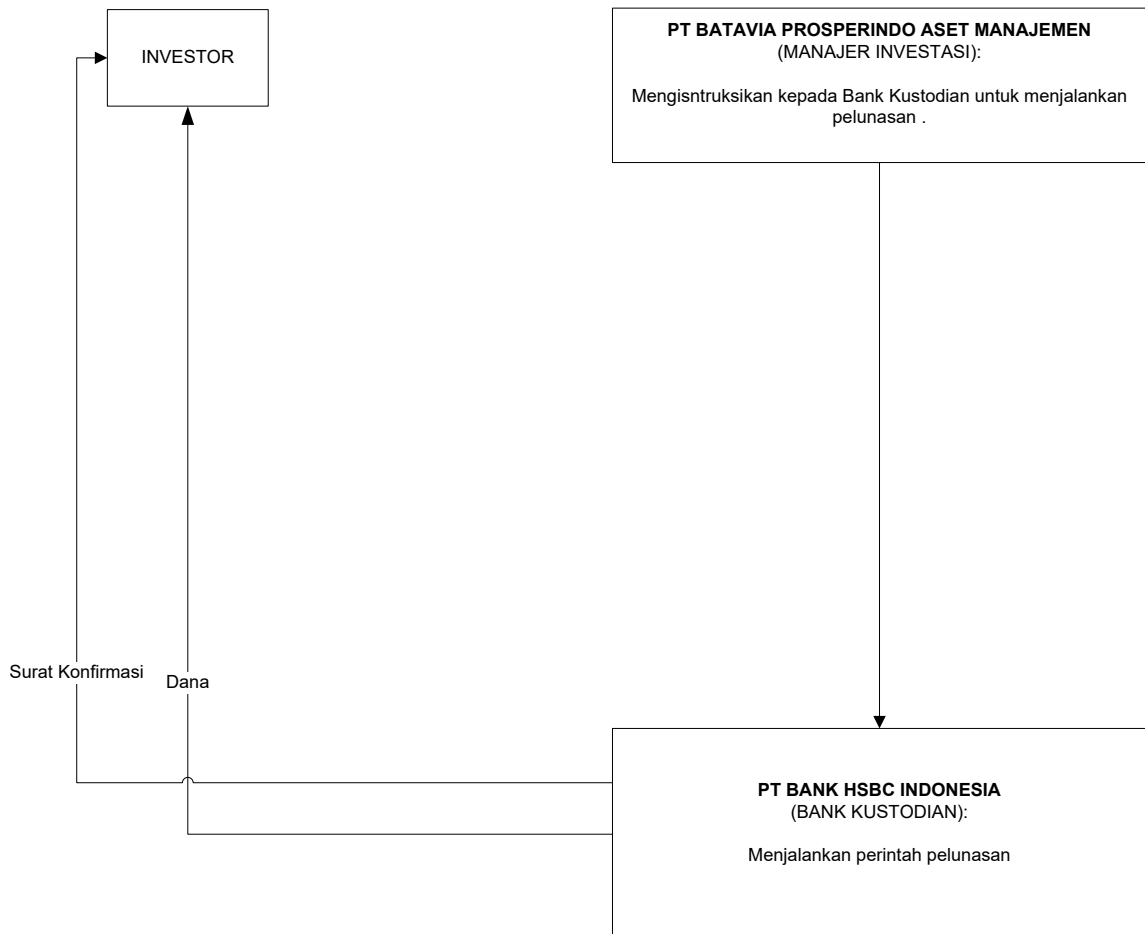 INVESTOR
PT BATAVIA PROSPERINDO ASET MANAJEMEN
(MANAJER INVESTASI):
Mengisntruksikan kepada Bank Kustodian untuk menjalankan
pelunasan .
Surat Konfirmasi
Dana
PT BANK HSBC INDONESIA
(BANK KUSTODIAN):
Menjalankan perintah pelunasan